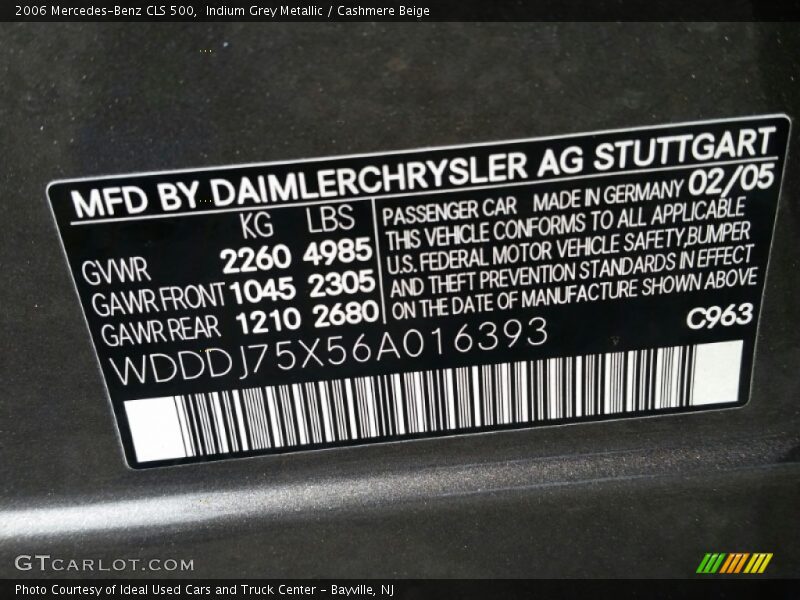 2006 Mercedes-Benz CLS 500,  Indium Grey Metallic / Cashmere Beige
MFD BY DAIMLERCHRYSLER AG STUTTGART
KG LBS
GVWR 2260 4985
GAWR FRONT 1045 2305
GAWR REAR 1210 2680
PASSENGER CAR MADE IN GERMANY 02/05
THIS VEHICLE CONFORMS TO ALL APPLICABLE
U.S. FEDERAL MOTOR VEHICLE SAFETY,BUMPER
AND THEFT PREVENTION STANDARDS IN EFFECT
ON THE DATE OF MANUFACTURE SHOWN ABOVE
C963
WDDDJ75X56A016393
GTCARLOT.COM
Photo Courtesy of Ideal Used Cars and Truck Center - Bayville, NJ